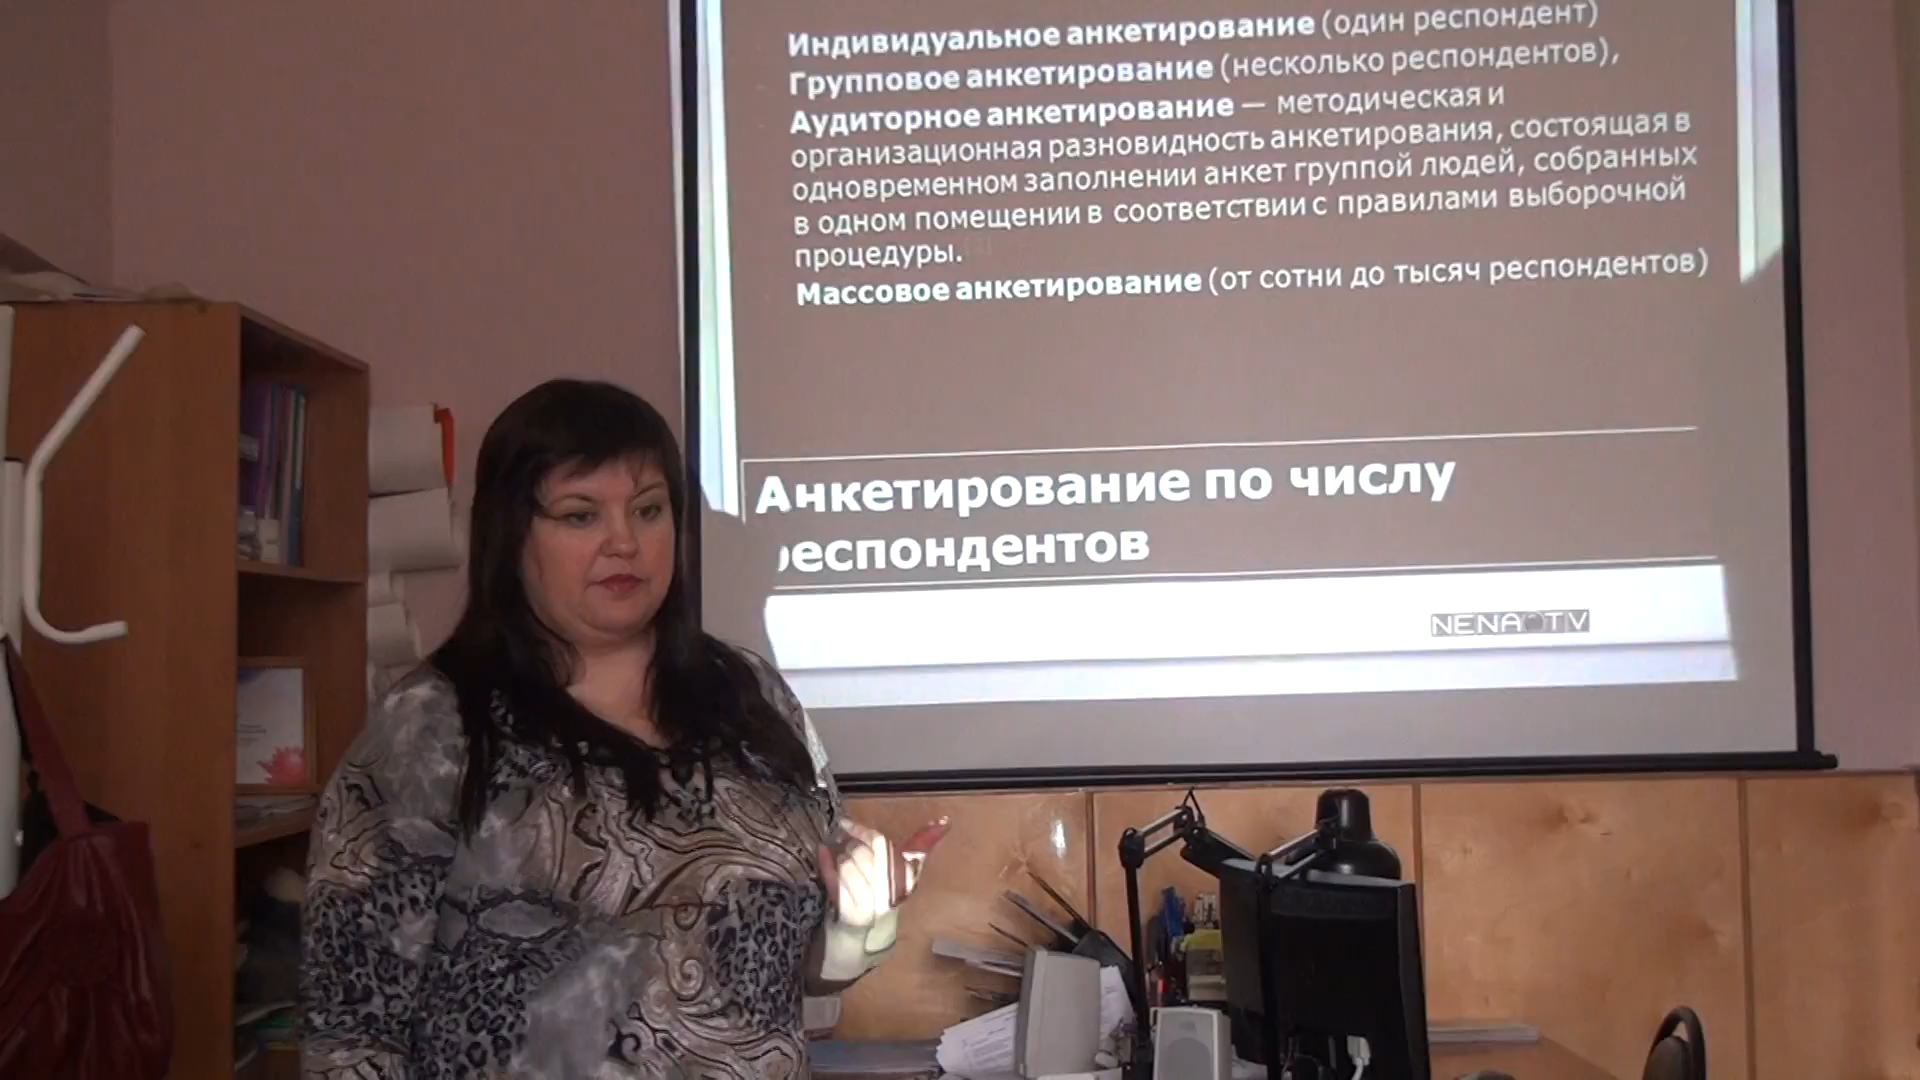 Индивидуальное анкетирование (один респондент)
Групповое анкетирование (несколько респондентов),
Аудиторное анкетирование — методическая и
организационная разновидность анкетирования, состоящая в
одновременном заполнении анкет группой людей, собранных
в одном помещении в соответствии с правилами выборочной
процедуры.
Массовое анкетирование (от сотни до тысяч респондентов)
Анкетирование по числу
респондентов
NENAOTV